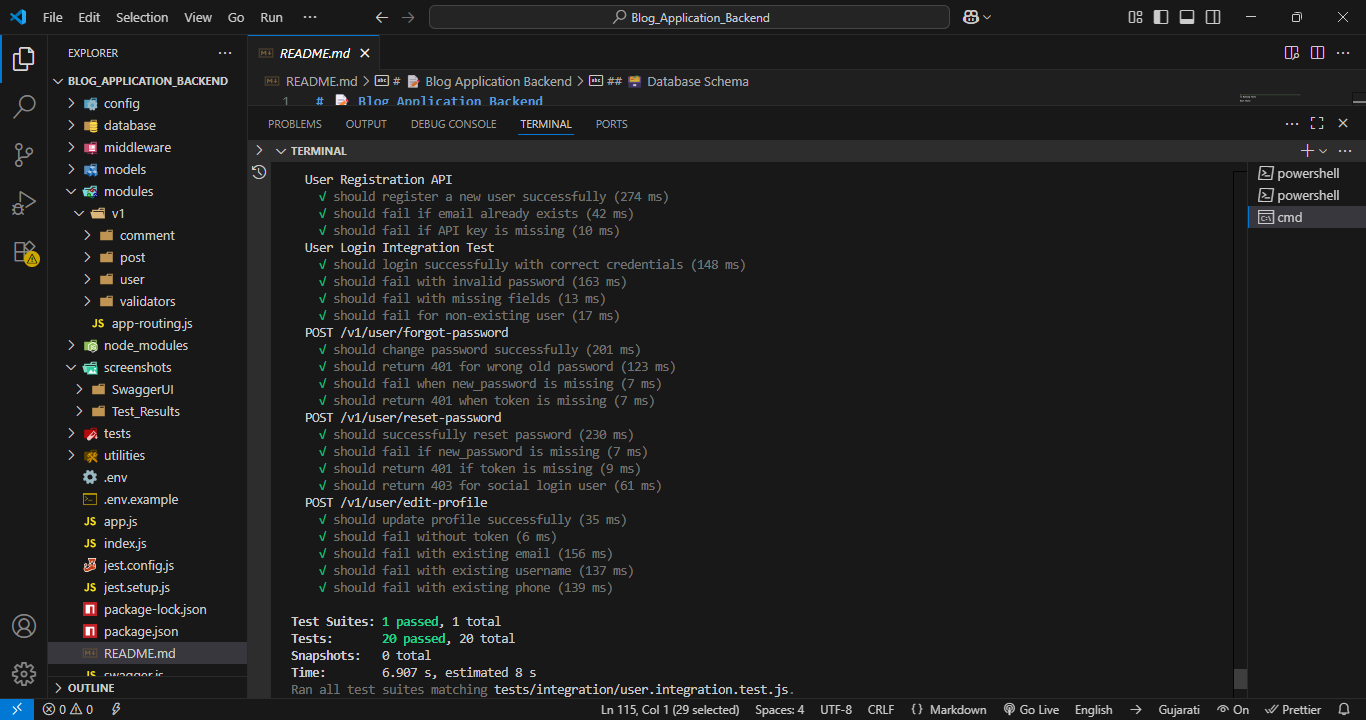 File Edit Selection View Go Run ···
Blog_Application_Backend
EXPLORER
BLOG_APPLICATION_BACKEND
config
database
middleware
models
modules
v1
comment
post
user
validators
JS app-routing.js
node_modules
screenshots
SwaggerUI
Test_Results
tests
utilities
.env
.env.example
JS app.js
JS index.js
jest.config.js
JS jest.setup.js
package-lock.json
package.json
README.md
swagger.js
OUTLINE
README.md
README.md > # Blog Application Backend > ## Database Schema
1 # Blog Application Backend
PROBLEMS OUTPUT DEBUG CONSOLE TERMINAL PORTS
TERMINAL
User Registration API
√ should register a new user successfully (274 ms)
√ should fail if email already exists (42 ms)
√ should fail if API key is missing (10 ms)
User Login Integration Test
√ should login successfully with correct credentials (148 ms)
√ should fail with invalid password (163 ms)
√ should fail with missing fields (13 ms)
√ should fail for non-existing user (17 ms)
POST /v1/user/forgot-password
√ should change password successfully (201 ms)
√ should return 401 for wrong old password (123 ms)
√ should fail when new_password is missing (7 ms)
√ should return 401 when token is missing (7 ms)
POST /v1/user/reset-password
√ should successfully reset password (230 ms)
√ should fail if new_password is missing (7 ms)
√ should return 401 if token is missing (9 ms)
√ should return 403 for social login user (61 ms)
POST /v1/user/edit-profile
√ should update profile successfully (35 ms)
√ should fail without token (6 ms)
√ should fail with existing email (156 ms)
√ should fail with existing username (137 ms)
√ should fail with existing phone (139 ms)
Test Suites: 1 passed, 1 total
Tests: 20 passed, 20 total
Snapshots: 0 total
Time: 6.907 s, estimated 8 s
Ran all test suites matching tests/integration/user.integration.test.js.
powershell
powershell
cmd
0 0 Ln 115, Col 1 (29 selected) Spaces: 4 UTF-8 CRLF {} Markdown Go Live English Gujarati On Prettier